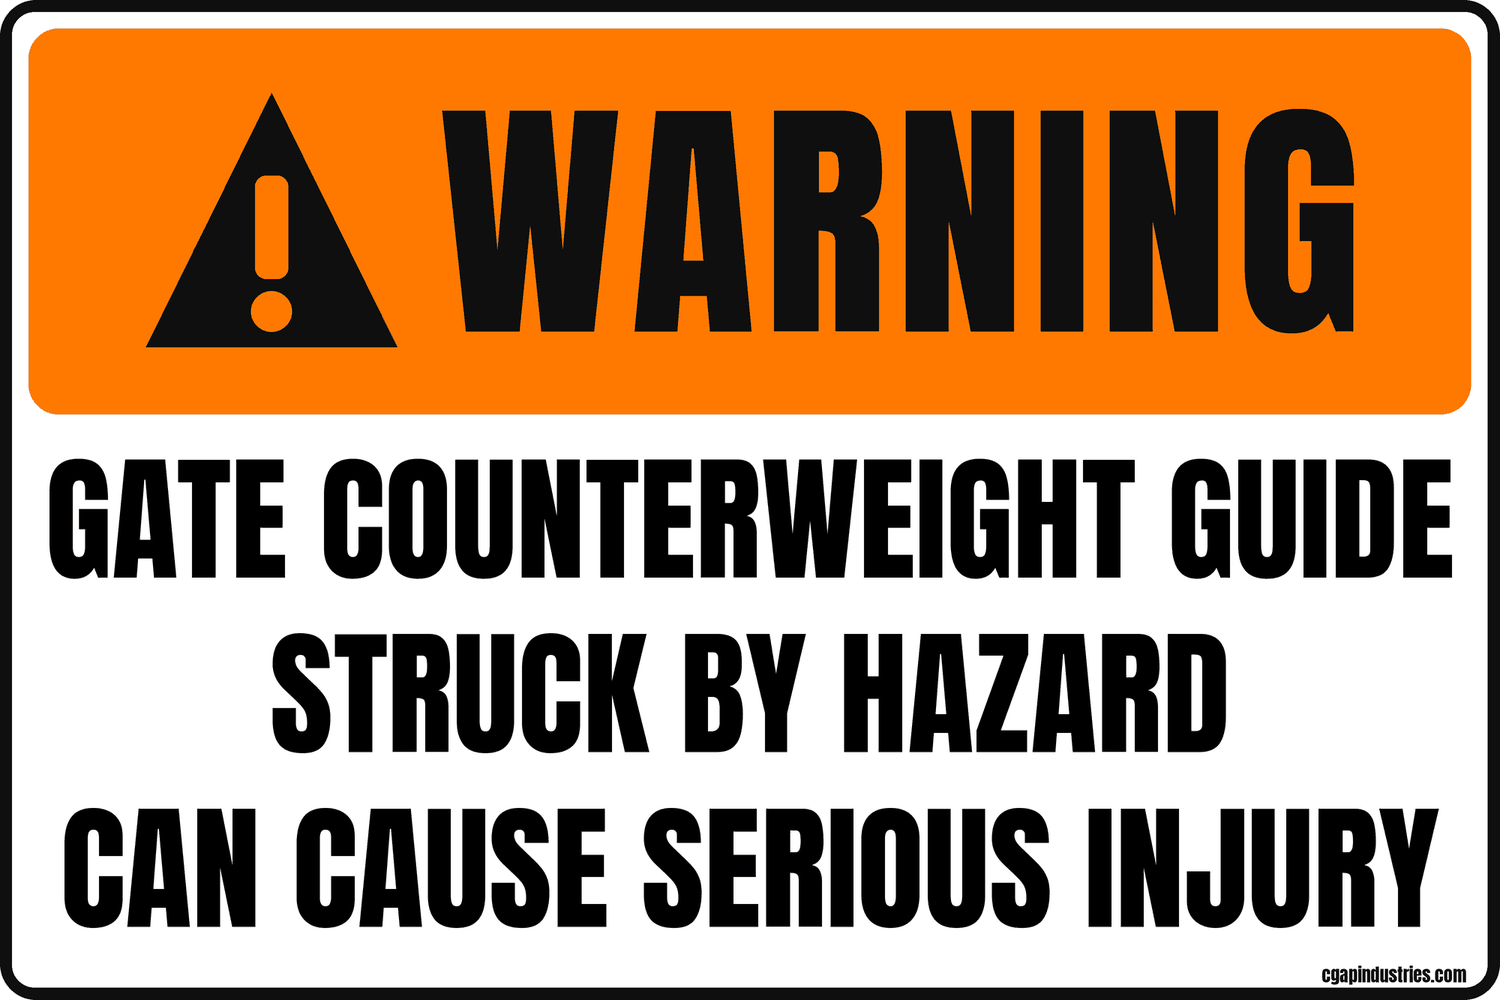 WARNING
GATE COUNTERWEIGHT GUIDE
STRUCK BY HAZARD
CAN CAUSE SERIOUS INJURY
cgapindustries.com